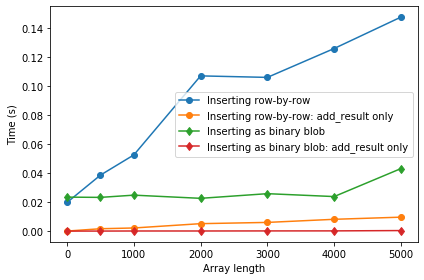 0.14
0.12
0.10
0.08
0.06
0.04
0.02
0.00
Time (s)
Inserting row-by-row
Inserting row-by-row: add_result only
Inserting as binary blob
Inserting as binary blob: add_result only
0 1000 2000 3000 4000 5000
Array length